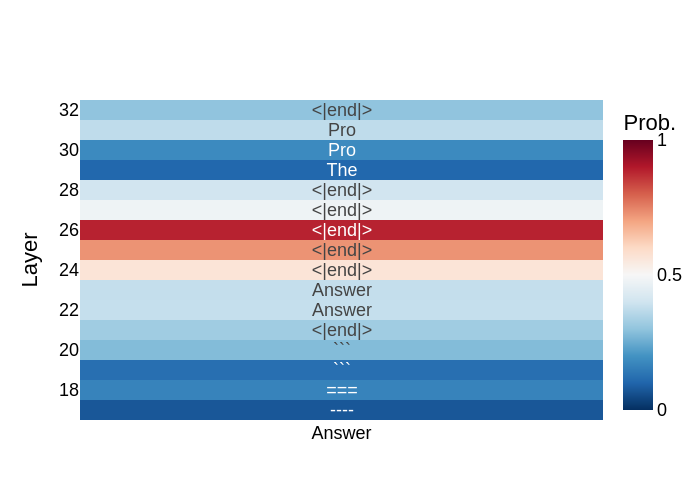 32 <|end|>
Pro
30 Pro
The
28 <|end|>
<|end|>
26 <|end|>
<|end|>
24 <|end|>
Answer
22 Answer
<|end|>
20 ```
```
18 ===
----
Answer
Layer
Prob.
1
0.5
0